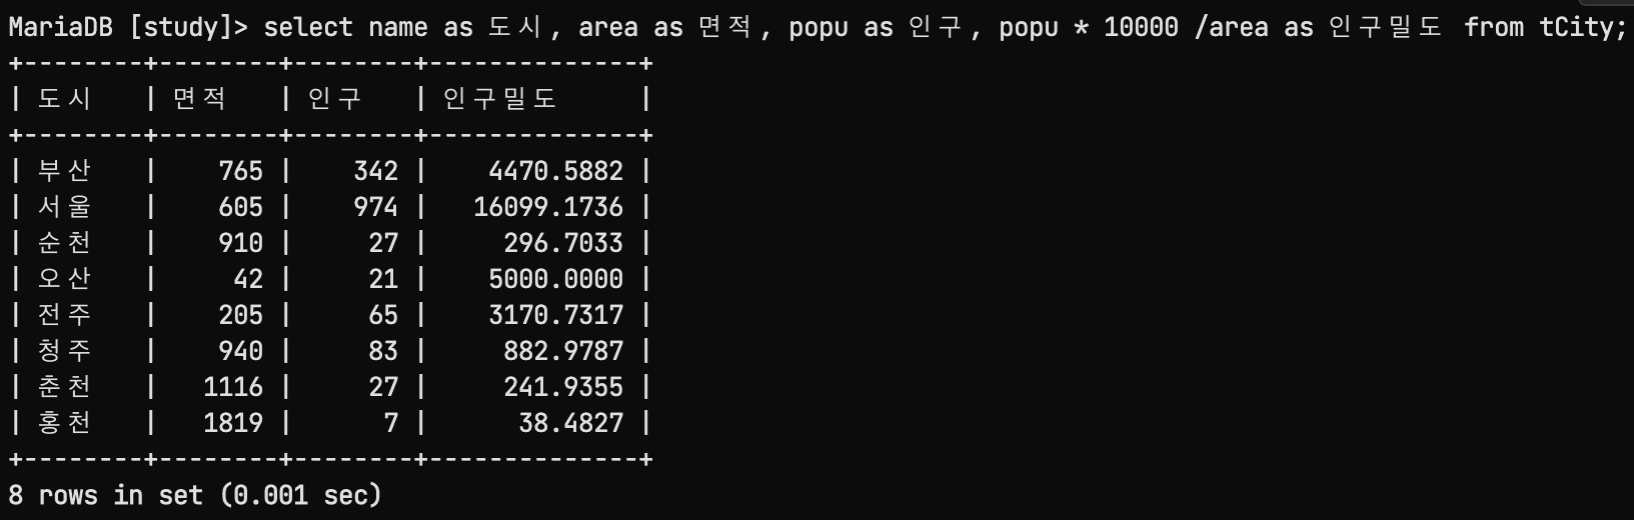 MariaDB [study]> select name as 도시, area as 면적, popu as 인구, popu * 10000 /area as 인구밀도 from tCity;
+--------+--------+--------+--------------+
| 도시   | 면적   | 인구   | 인구밀도     |
+--------+--------+--------+--------------+
| 부산   |    765 |    342 |    4470.5882 |
| 서울   |    605 |    974 |   16099.1736 |
| 순천   |    910 |     27 |     296.7033 |
| 오산   |     42 |     21 |    5000.0000 |
| 전주   |    205 |     65 |    3170.7317 |
| 청주   |    940 |     83 |     882.9787 |
| 춘천   |   1116 |     27 |     241.9355 |
| 홍천   |   1819 |      7 |      38.4827 |
+--------+--------+--------+--------------+
8 rows in set (0.001 sec)